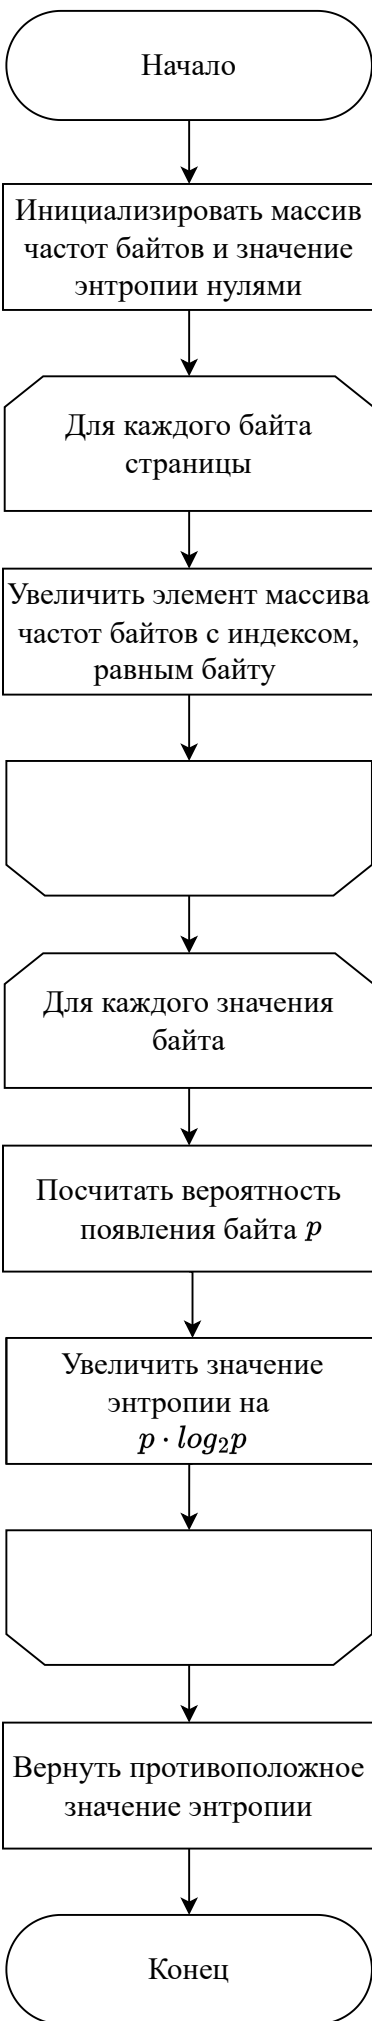 Начало
Инициализировать массив
частот байтов и значение
энтропии нулями
Для каждого байта
страницы
Увеличить элемент массива
частот байтов с индексом,
равным байту
Для каждого значения
байта
Посчитать вероятность
появления байта p
Увеличить значение
энтропии на
p · log₂p
Вернуть противоположное
значение энтропии
Конец